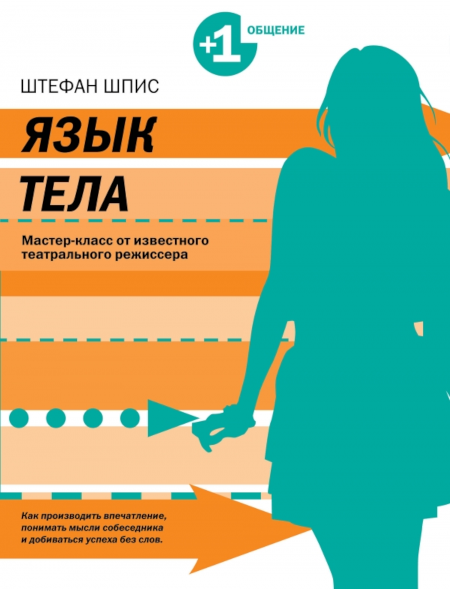 +1 ОБЩЕНИЕ
ШТЕФАН ШПИС
ЯЗЫК
ТЕЛА
Мастер-класс от известного
театрального режиссера
Как производить впечатление,
понимать мысли собеседника
и добиваться успеха без слов.